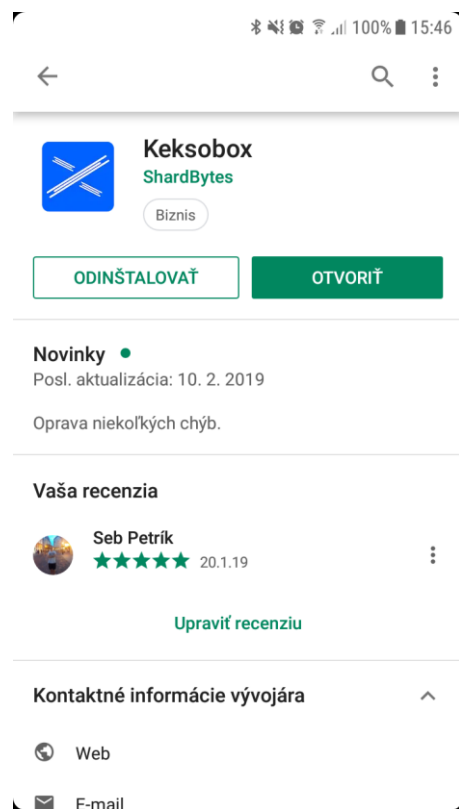 100% 15:46
Keksobox
ShardBytes
Biznis
ODINŠTALOVAŤ OTVORIŤ
Novinky
Posl. aktualizácia: 10. 2. 2019
Oprava niekoľkých chýb.
Vaša recenzia
Seb Petrík
20.1.19
Upraviť recenziu
Kontaktné informácie vývojára
Web
E-mail